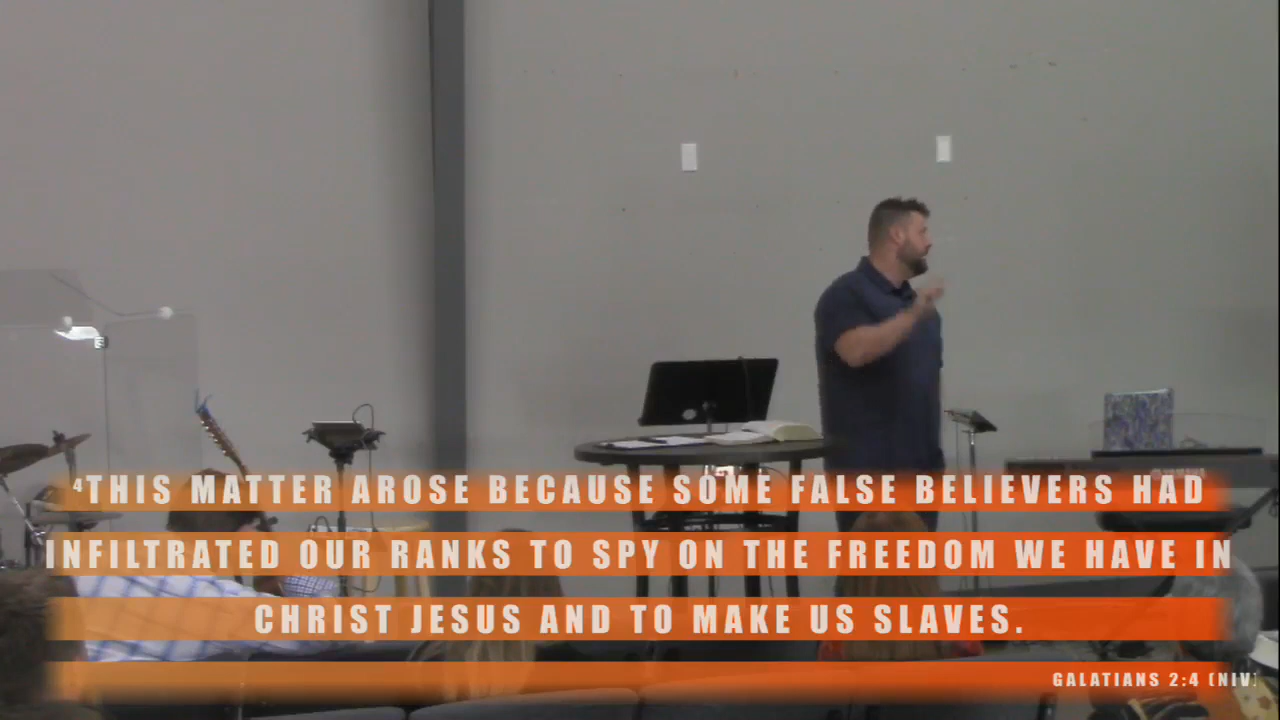 ⁴THIS MATTER AROSE BECAUSE SOME FALSE BELIEVERS HAD
INFILTRATED OUR RANKS TO SPY ON THE FREEDOM WE HAVE IN
CHRIST JESUS AND TO MAKE US SLAVES.
GALATIANS 2:4 (NIV)
YAMAHA